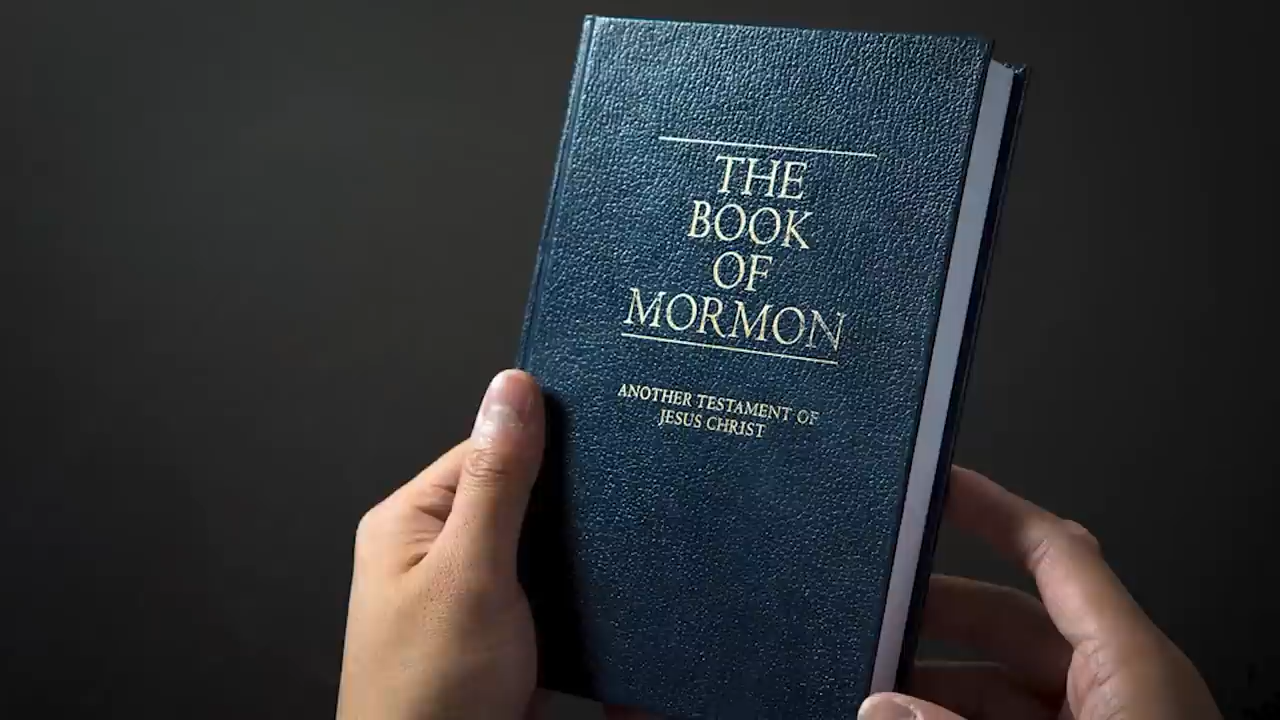 THE
BOOK
OF
MORMON
ANOTHER TESTAMENT OF
JESUS CHRIST